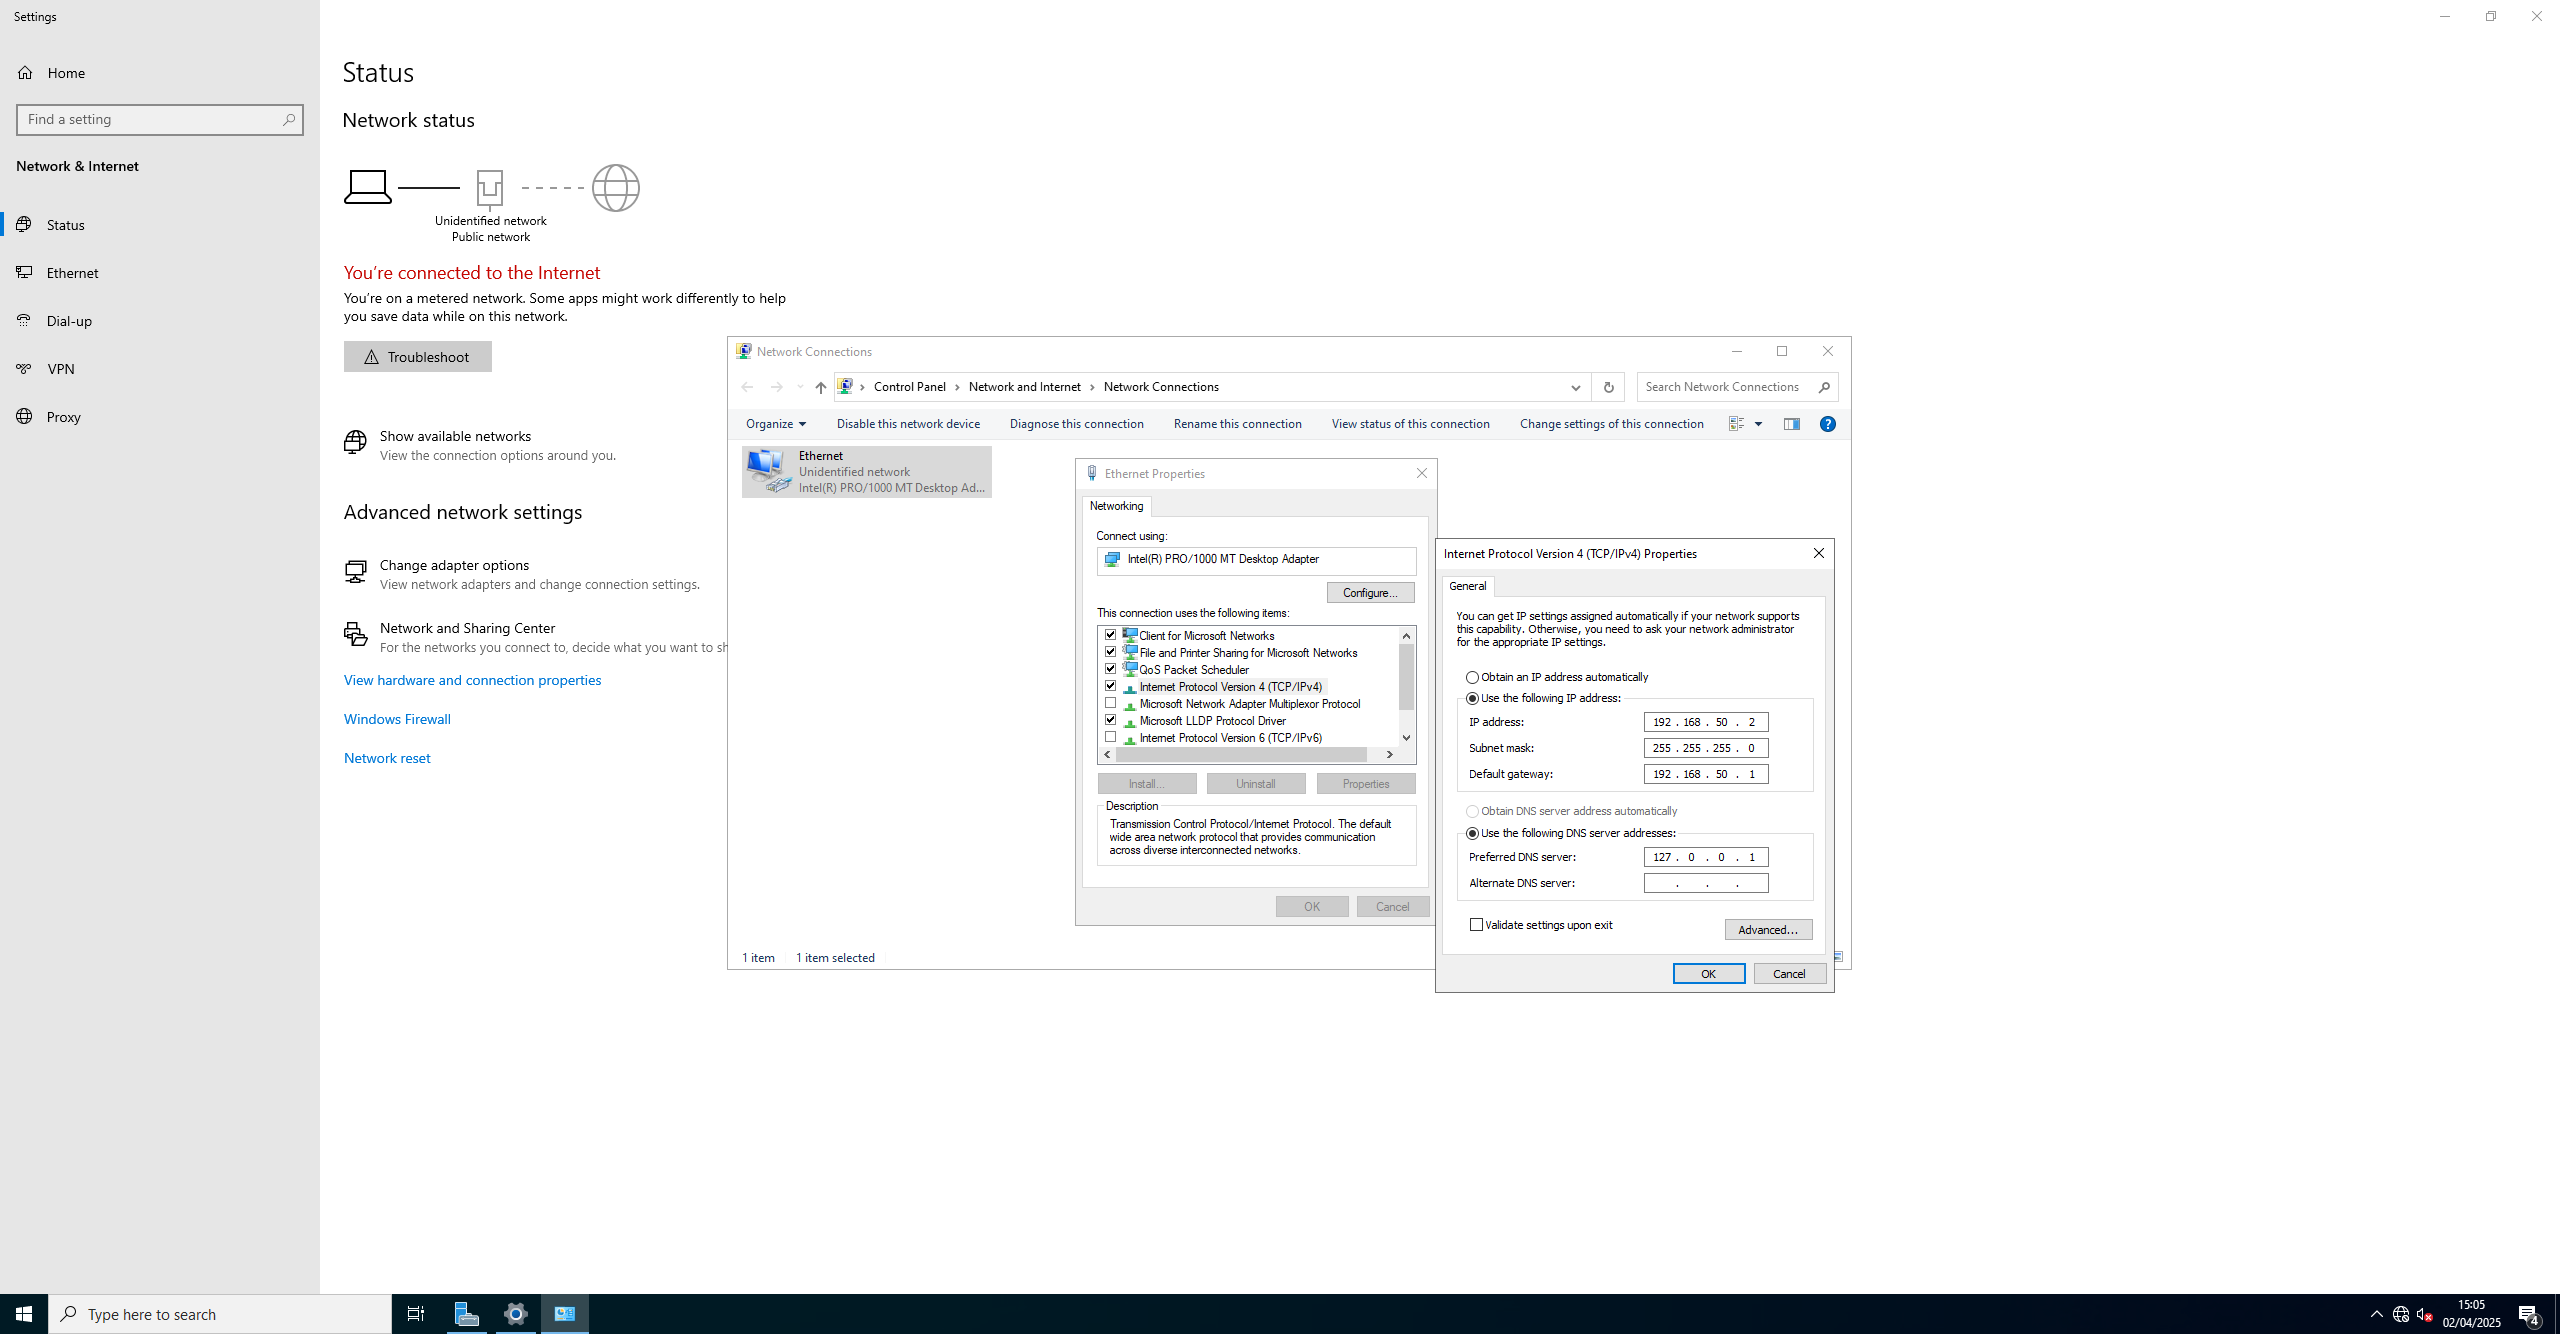 Settings
Home
Find a setting
Network & Internet
Status
Ethernet
Dial-up
VPN
Proxy
Status
Network status
Unidentified network
Public network
You're connected to the Internet
You're on a metered network. Some apps might work differently to help
you save data while on this network.
Troubleshoot
Show available networks
View the connection options around you.
Advanced network settings
Change adapter options
View network adapters and change connection settings.
Network and Sharing Center
For the networks you connect to, decide what you want to sh
View hardware and connection properties
Windows Firewall
Network reset
Network Connections
Control Panel > Network and Internet > Network Connections
Search Network Connections
Organize
Disable this network device
Diagnose this connection
Rename this connection
View status of this connection
Change settings of this connection
Ethernet
Unidentified network
Intel(R) PRO/1000 MT Desktop Ad...
1 item
1 item selected
Ethernet Properties
Networking
Connect using:
Intel(R) PRO/1000 MT Desktop Adapter
Configure...
This connection uses the following items:
Client for Microsoft Networks
File and Printer Sharing for Microsoft Networks
QoS Packet Scheduler
Internet Protocol Version 4 (TCP/IPv4)
Microsoft Network Adapter Multiplexor Protocol
Microsoft LLDP Protocol Driver
Internet Protocol Version 6 (TCP/IPv6)
Install...
Uninstall
Properties
Description
Transmission Control Protocol/Internet Protocol. The default
wide area network protocol that provides communication
across diverse interconnected networks.
OK
Cancel
Internet Protocol Version 4 (TCP/IPv4) Properties
General
You can get IP settings assigned automatically if your network supports
this capability. Otherwise, you need to ask your network administrator
for the appropriate IP settings.
Obtain an IP address automatically
Use the following IP address:
IP address: 192 . 168 . 50 . 2
Subnet mask: 255 . 255 . 255 . 0
Default gateway: 192 . 168 . 50 . 1
Obtain DNS server address automatically
Use the following DNS server addresses:
Preferred DNS server: 127 . 0 . 0 . 1
Alternate DNS server: . . .
Validate settings upon exit
Advanced...
OK
Cancel
Type here to search
15:05
02/04/2025
4